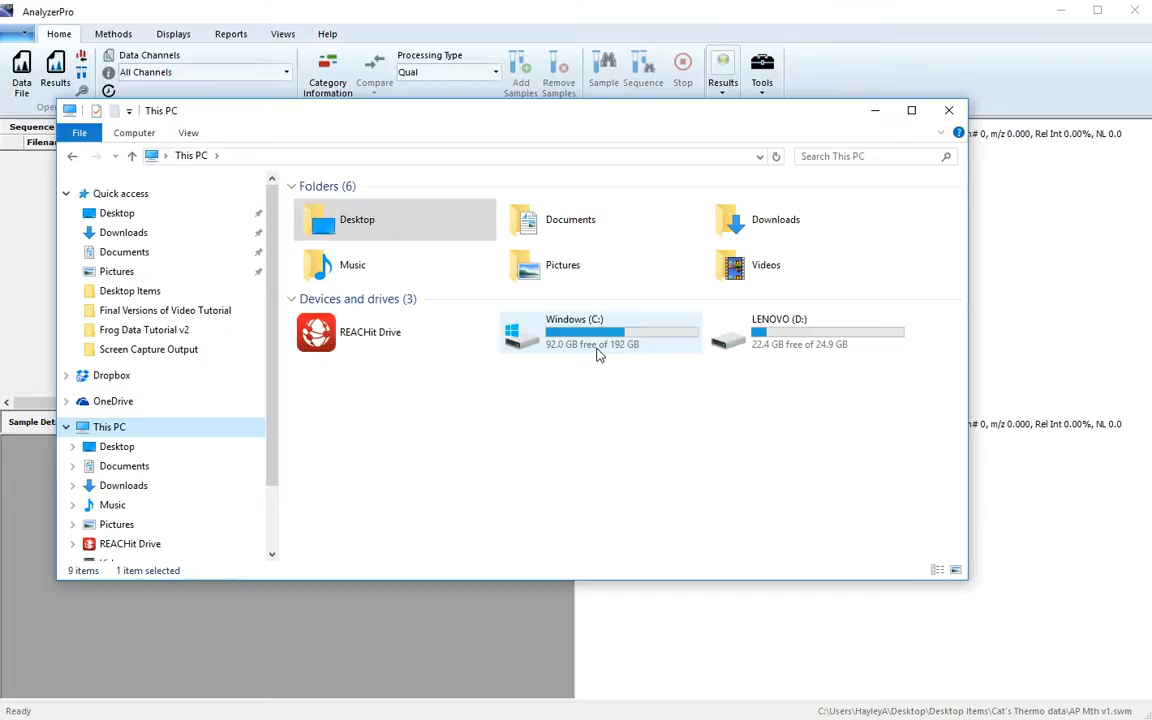 AnalyzerPro
Home Methods Displays Reports Views Help
Data File
Results
Data Channels
All Channels
Category Information
Compare
Processing Type
Qual
Add Samples
Remove Samples
Sample
Sequence
Stop
Results
Tools
This PC
File Computer View
This PC
Search This PC
Sequence
n# 0, m/z 0.000, Rel Int 0.00%, NL 0.0
Quick access
Desktop
Downloads
Documents
Pictures
Desktop Items
Final Versions of Video Tutorial
Frog Data Tutorial v2
Screen Capture Output
Dropbox
OneDrive
This PC
Desktop
Documents
Downloads
Music
Pictures
REACHit Drive
Folders (6)
Desktop
Documents
Downloads
Music
Pictures
Videos
Devices and drives (3)
REACHit Drive
Windows (C:)
92.0 GB free of 192 GB
LENOVO (D:)
22.4 GB free of 24.9 GB
n# 0, m/z 0.000, Rel Int 0.00%, NL 0.0
9 items 1 item selected
Ready
C:\Users\HayleyA\Desktop\Desktop Items\Cat's Thermo data\AP Mth v1.swm